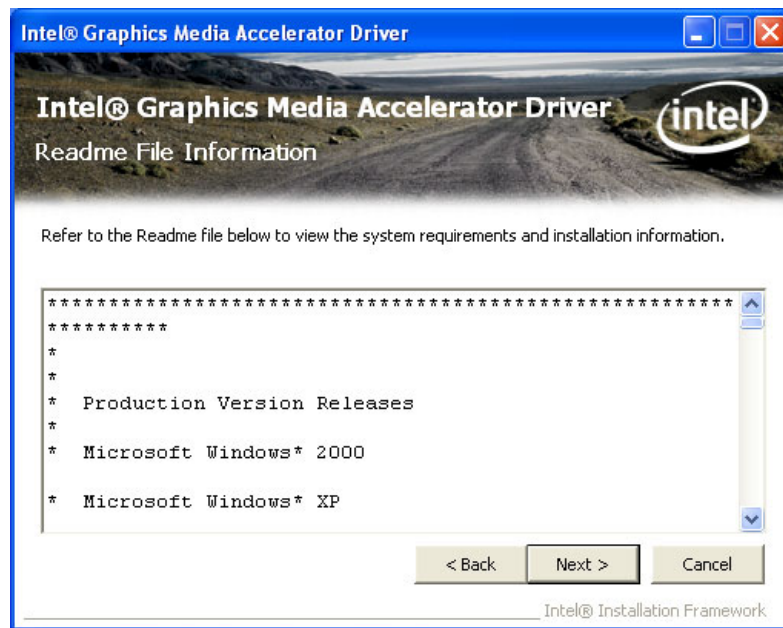 Intel® Graphics Media Accelerator Driver
Intel® Graphics Media Accelerator Driver
intel
Readme File Information
Refer to the Readme file below to view the system requirements and installation information.
********************************************************
**********
*
*
* Production Version Releases
*
* Microsoft Windows* 2000
* Microsoft Windows* XP
< Back
Next >
Cancel
Intel® Installation Framework